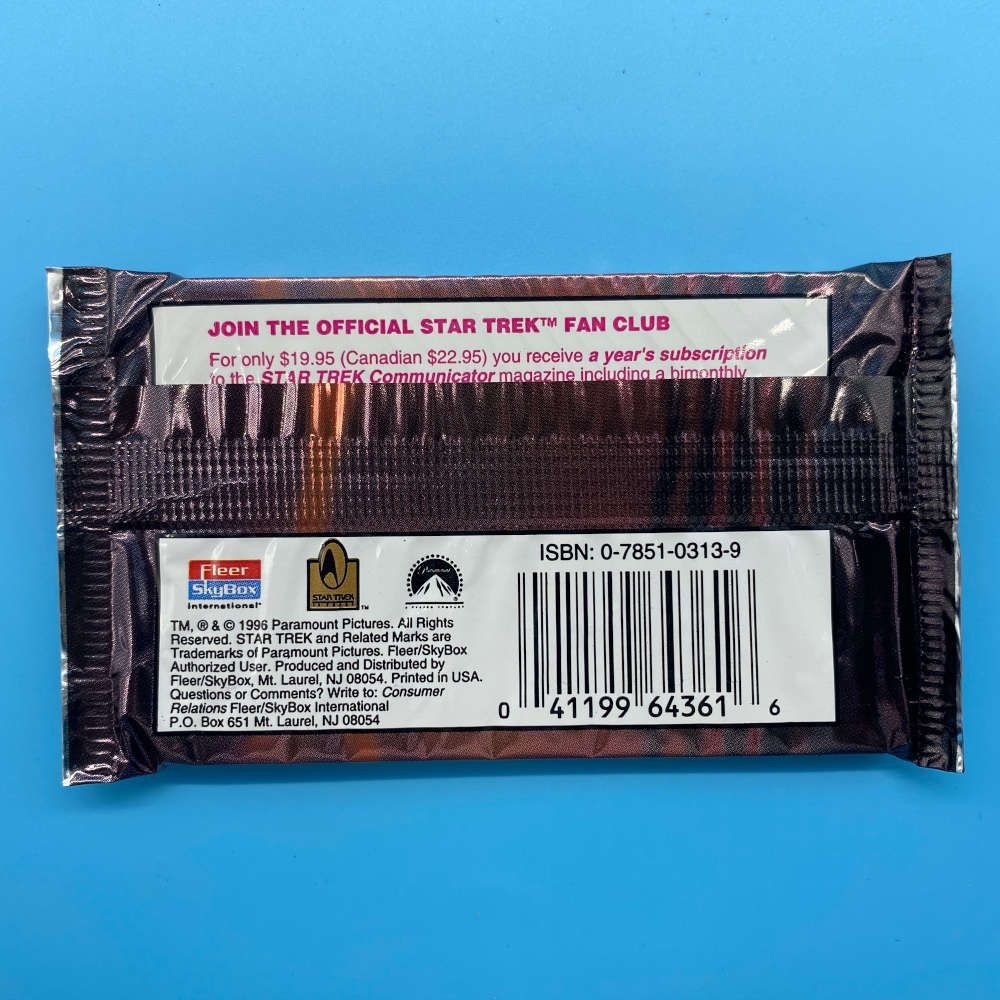 JOIN THE OFFICIAL STAR TREK™ FAN CLUB
For only $19.95 (Canadian $22.95) you receive a year's subscription
to the STAR TREK Communicator magazine including a bimonthly
Fleer
SkyBox
International
STAR TREK
™
Paramount
ISBN: 0-7851-0313-9
TM, ® & © 1996 Paramount Pictures. All Rights
Reserved. STAR TREK and Related Marks are
Trademarks of Paramount Pictures. Fleer/SkyBox
Authorized User. Produced and Distributed by
Fleer/SkyBox, Mt. Laurel, NJ 08054. Printed in USA.
Questions or Comments? Write to: Consumer
Relations Fleer/SkyBox International
P.O. Box 651 Mt. Laurel, NJ 08054
0 41199 64361 6